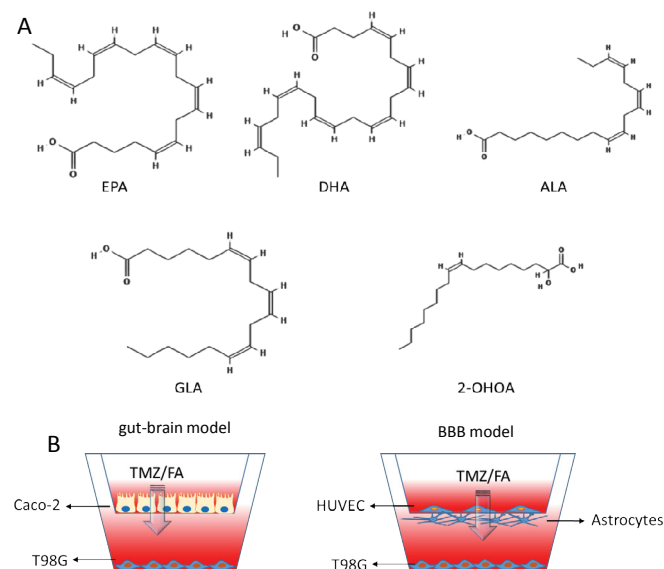 A
EPA
DHA
ALA
GLA
2-OHOA
B
gut-brain model
BBB model
TMZ/FA
TMZ/FA
Caco-2
HUVEC
Astrocytes
T98G
T98G